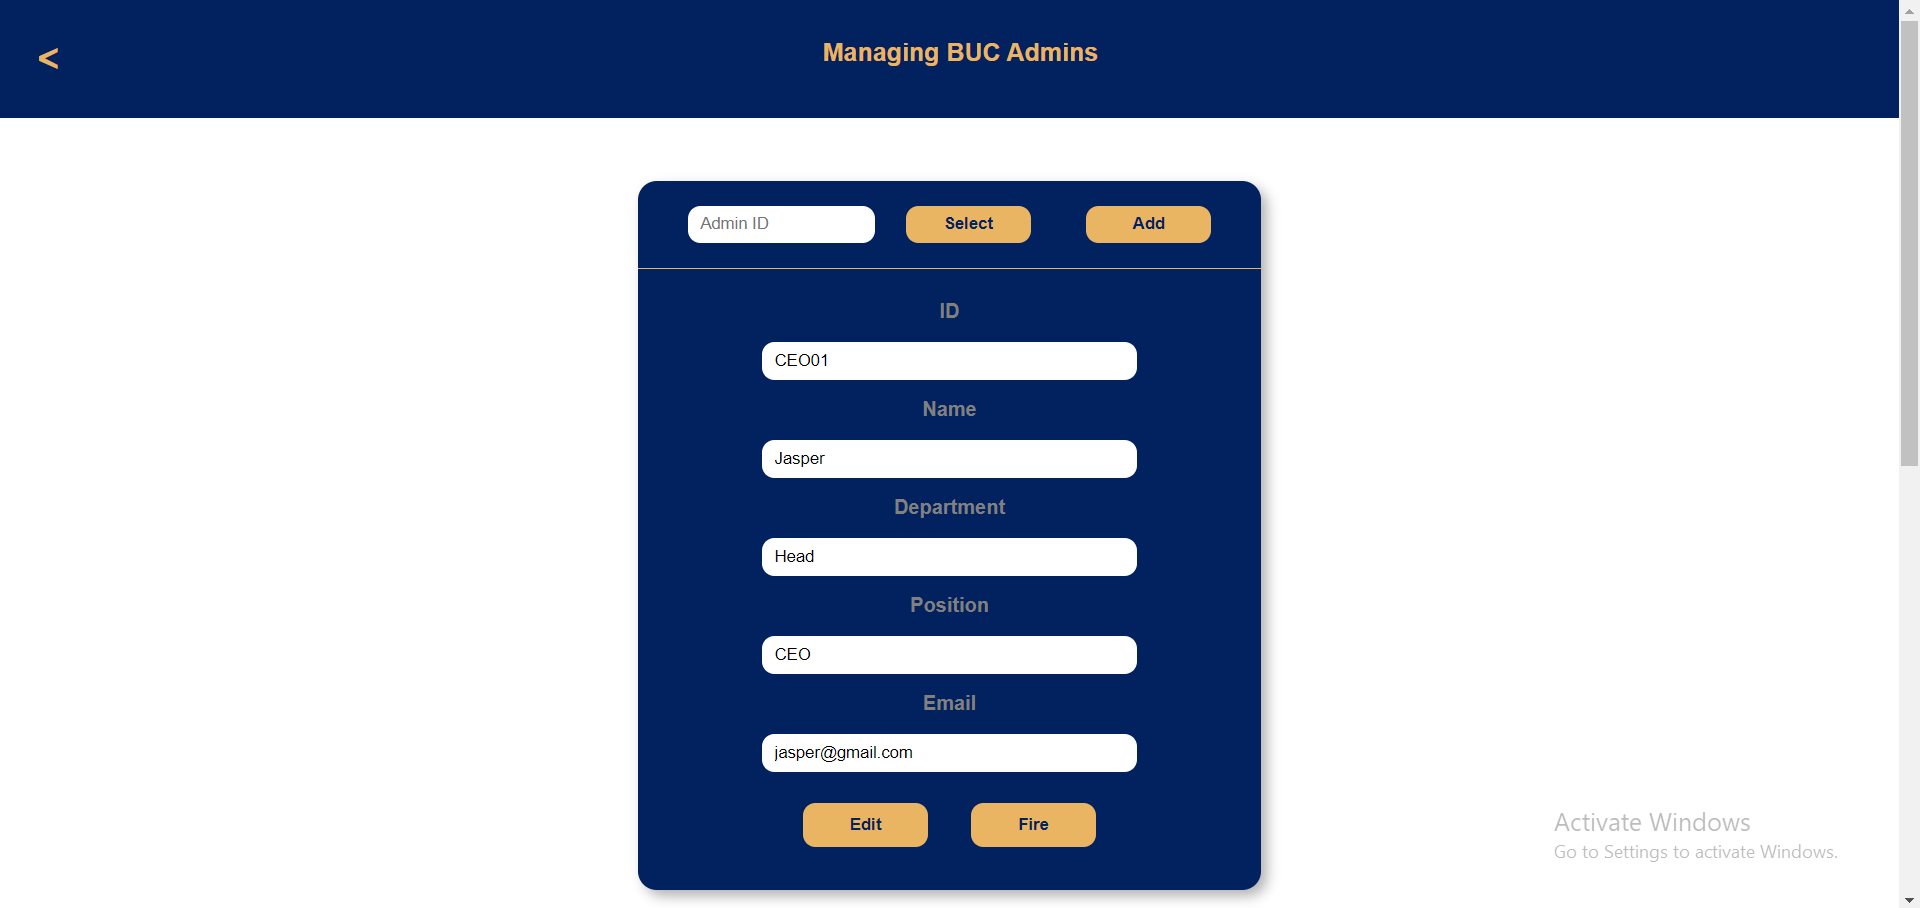 <
Managing BUC Admins
Admin ID
Select
Add
ID
CEO01
Name
Jasper
Department
Head
Position
CEO
Email
jasper@gmail.com
Edit
Fire
Activate Windows
Go to Settings to activate Windows.